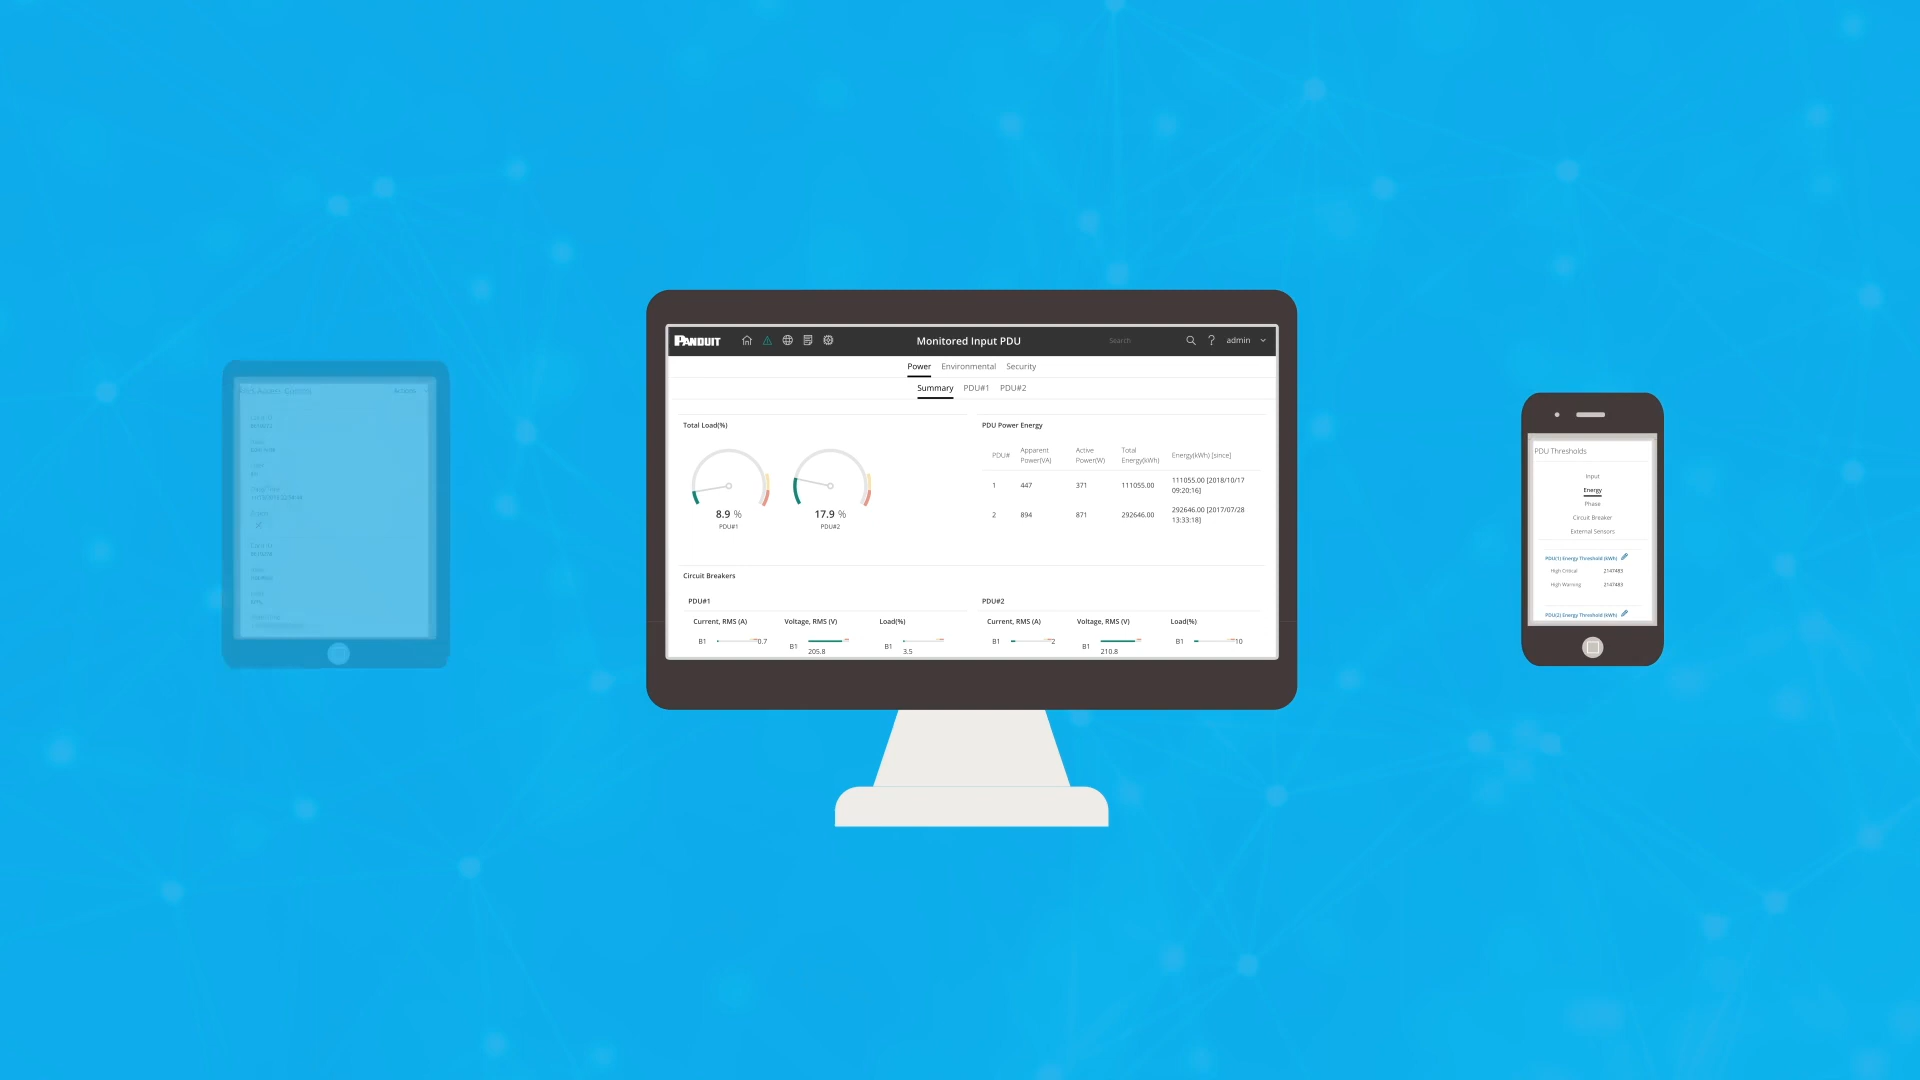 PANDUIT
Monitored Input PDU
Search
?
admin
Power Environmental Security
Summary PDU#1 PDU#2
Total Load(%)
8.9 %
PDU#1
17.9 %
PDU#2
PDU Power Energy
PDU# Apparent Power(VA) Active Power(W) Total Energy(kWh) Energy(kWh) [since]
1 447 371 111055.00 111055.00 [2018/10/17 09:20:16]
2 894 871 292646.00 292646.00 [2017/07/28 13:33:18]
Circuit Breakers
PDU#1
Current, RMS (A) Voltage, RMS (V) Load(%)
B1 0.7 B1 205.8 B1 3.5
PDU#2
Current, RMS (A) Voltage, RMS (V) Load(%)
B1 2 B1 210.8 B1 10
PDU Thresholds
Input
Energy
Phase
Circuit Breaker
External Sensors
PDU(1) Energy Threshold (kWh)
High Critical 2147483
High Warning 2147483
PDU(2) Energy Threshold (kWh)